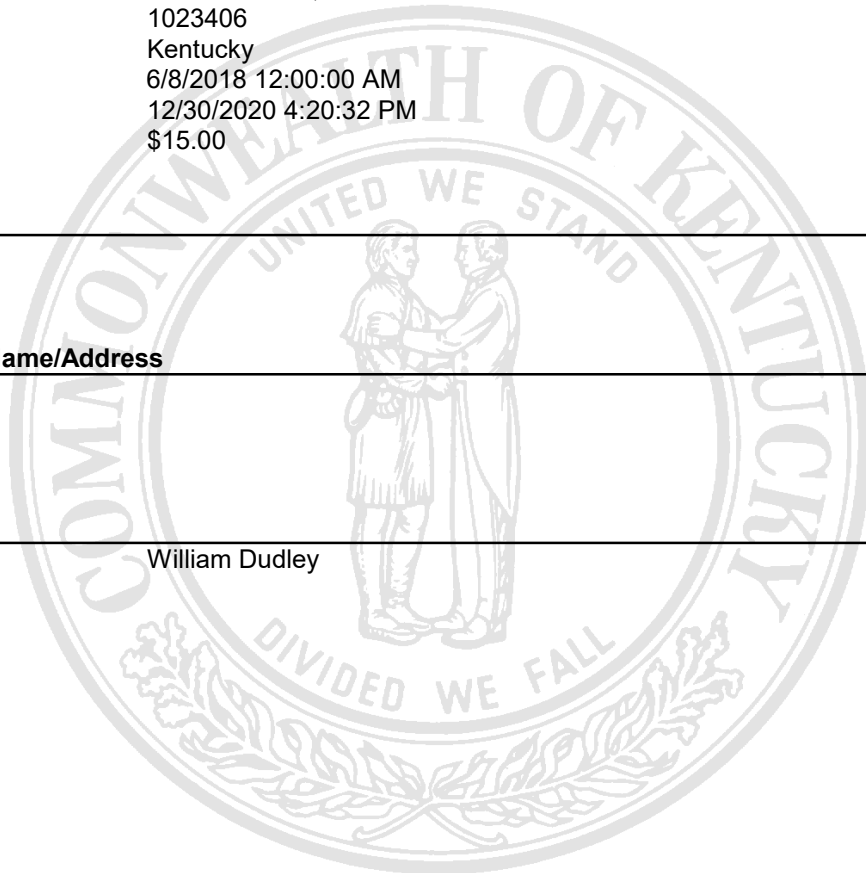 1023406
Kentucky
6/8/2018 12:00:00 AM
12/30/2020 4:20:32 PM
$15.00
COMMONWEALTH OF KENTUCKY
UNITED WE STAND
ame/Address
William Dudley
DIVIDED WE FALL